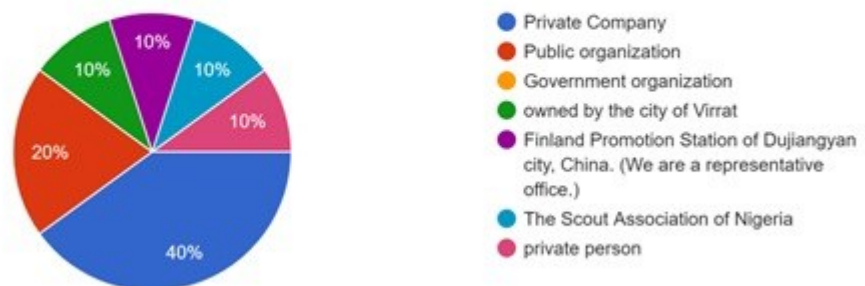 10%
10%
10%
10%
20%
40%
Private Company
Public organization
Government organization
owned by the city of Virrat
Finland Promotion Station of Dujiangyan
city, China. (We are a representative
office.)
The Scout Association of Nigeria
private person